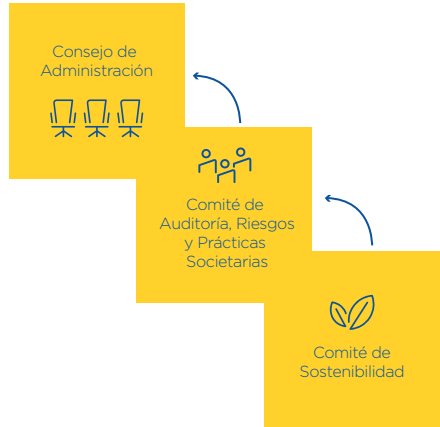 Consejo de
Administración
Comité de
Auditoría, Riesgos
y Prácticas
Societarias
Comité de
Sostenibilidad